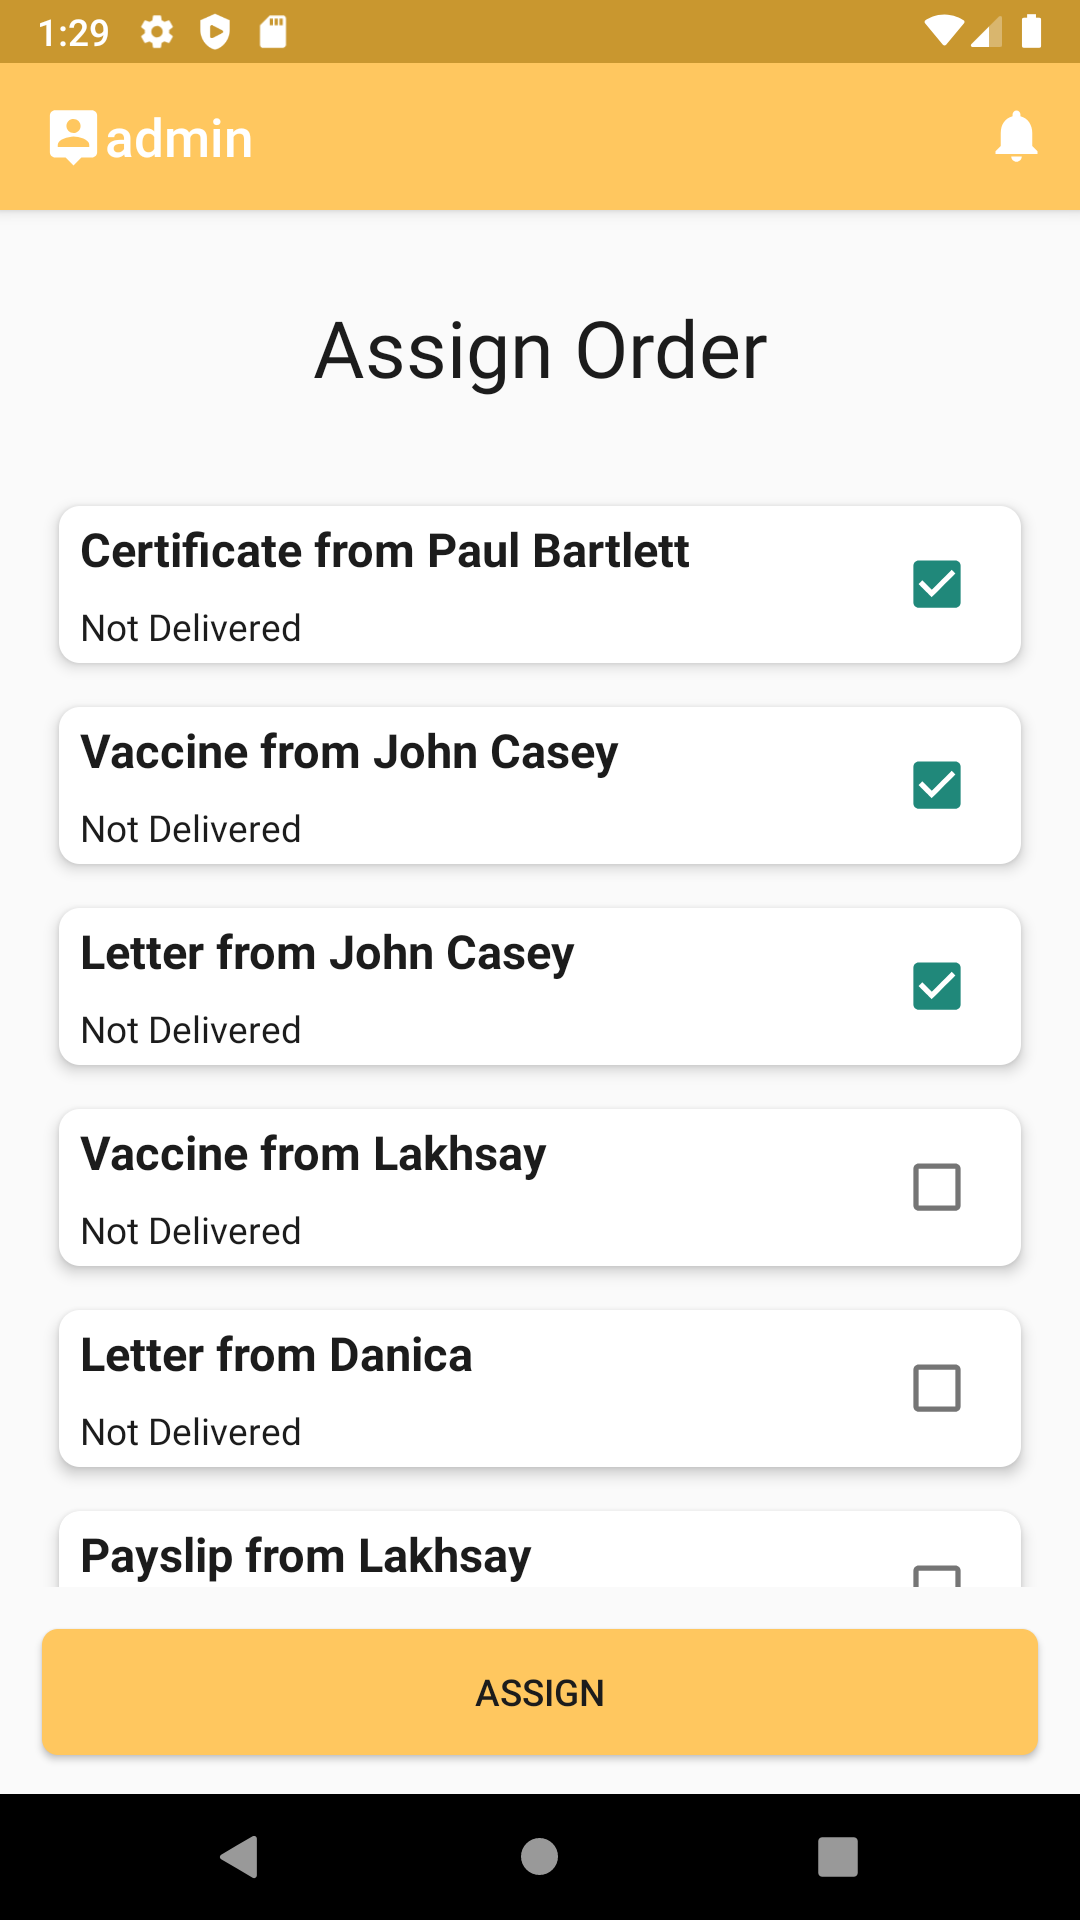 1:29
admin
Assign Order
Certificate from Paul Bartlett
Not Delivered
Vaccine from John Casey
Not Delivered
Letter from John Casey
Not Delivered
Vaccine from Lakhsay
Not Delivered
Letter from Danica
Not Delivered
Payslip from Lakhsay
ASSIGN